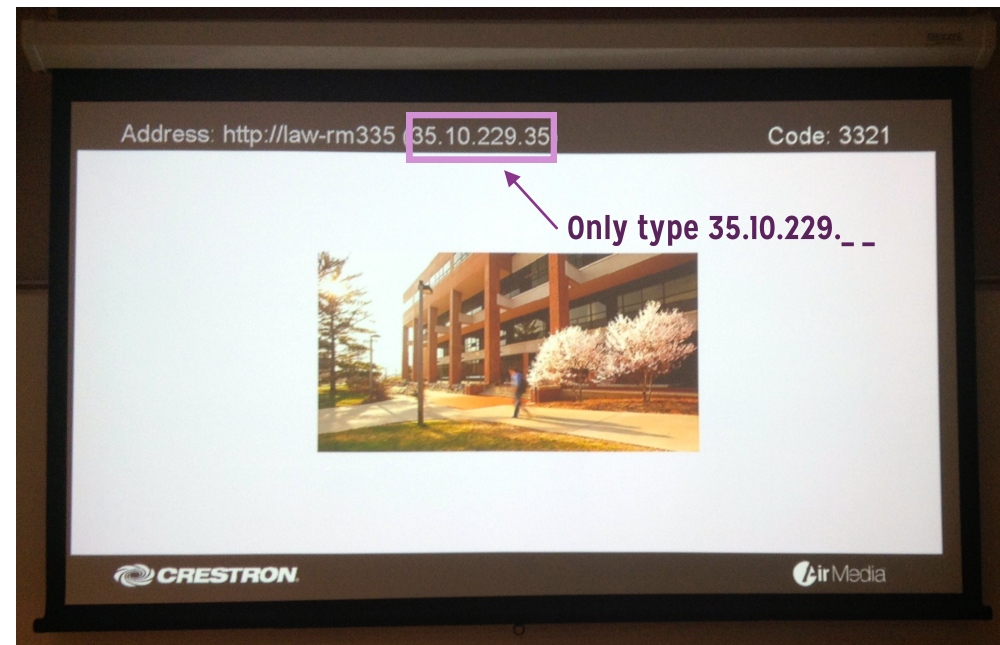 Address: http://law-rm335 (35.10.229.35)
Code: 3321
Only type 35.10.229._ _
CRESTRON
AirMedia